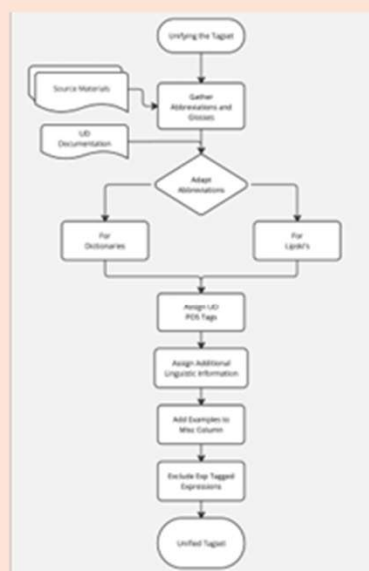 Unifying the Tagset
Source Materials
Gather
Abbreviations and
Glosses
UD
Documentation
Adapt
Abbreviations
For
Dictionaries
For
Lipski's
Assign UD
POS Tags
Assign Additional
Linguistic Information
Add Examples to
Misc Column
Exclude Exp Tagged
Expressions
Unified Tagset